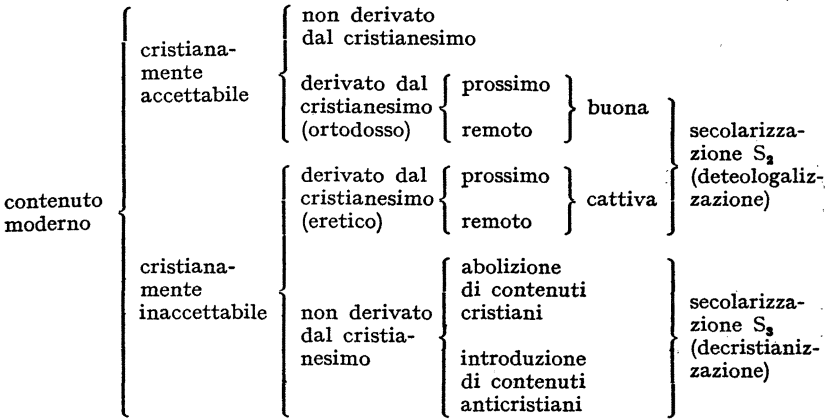 contenuto
moderno
cristiana-
mente
accettabile
non derivato
dal cristianesimo
derivato dal
cristianesimo
(ortodosso)
prossimo
remoto
buona
cristiana-
mente
inaccettabile
derivato dal
cristianesimo
(eretico)
prossimo
remoto
cattiva
secolarizza-
zione S₂
(deteologaliz-
zazione)
non derivato
dal cristia-
nesimo
abolizione
di contenuti
cristiani
introduzione
di contenuti
anticristiani
secolarizza-
zione S₃
(decristianiz-
zazione)